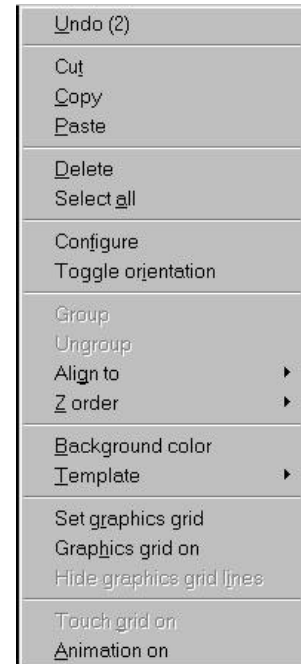 Undo (2)
Cut
Copy
Paste
Delete
Select all
Configure
Toggle orientation
Group
Ungroup
Align to
Z order
Background color
Template
Set graphics grid
Graphics grid on
Hide graphics grid lines
Touch grid on
Animation on